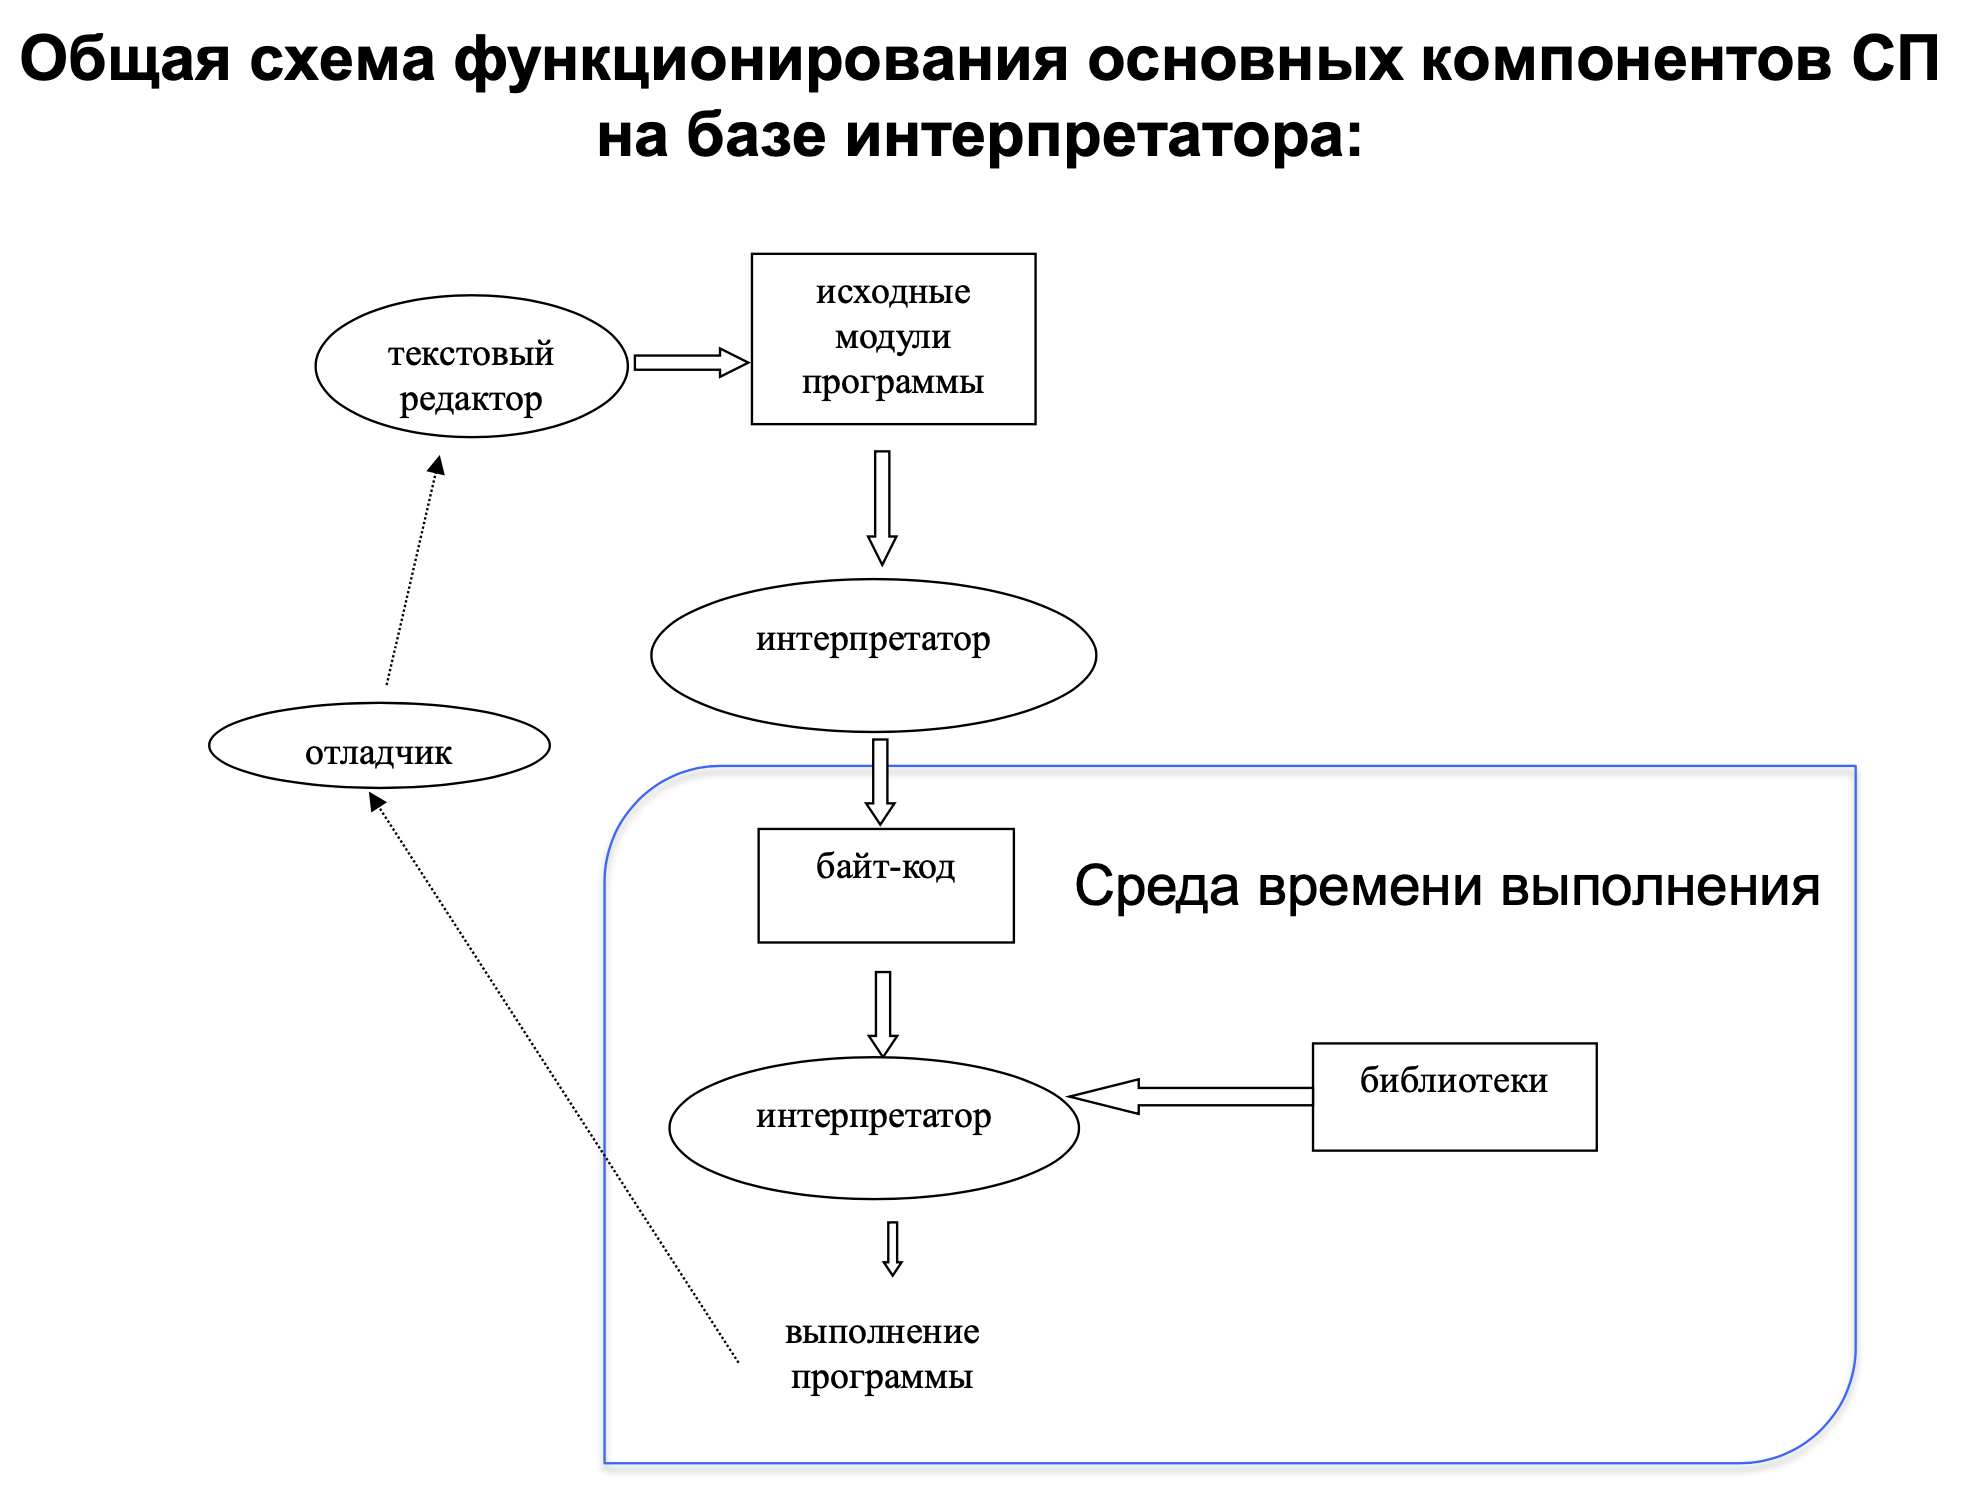 Общая схема функционирования основных компонентов СП
на базе интерпретатора:
исходные
модули
программы
текстовый
редактор
интерпретатор
отладчик
байт-код
Среда времени выполнения
интерпретатор
библиотеки
выполнение
программы